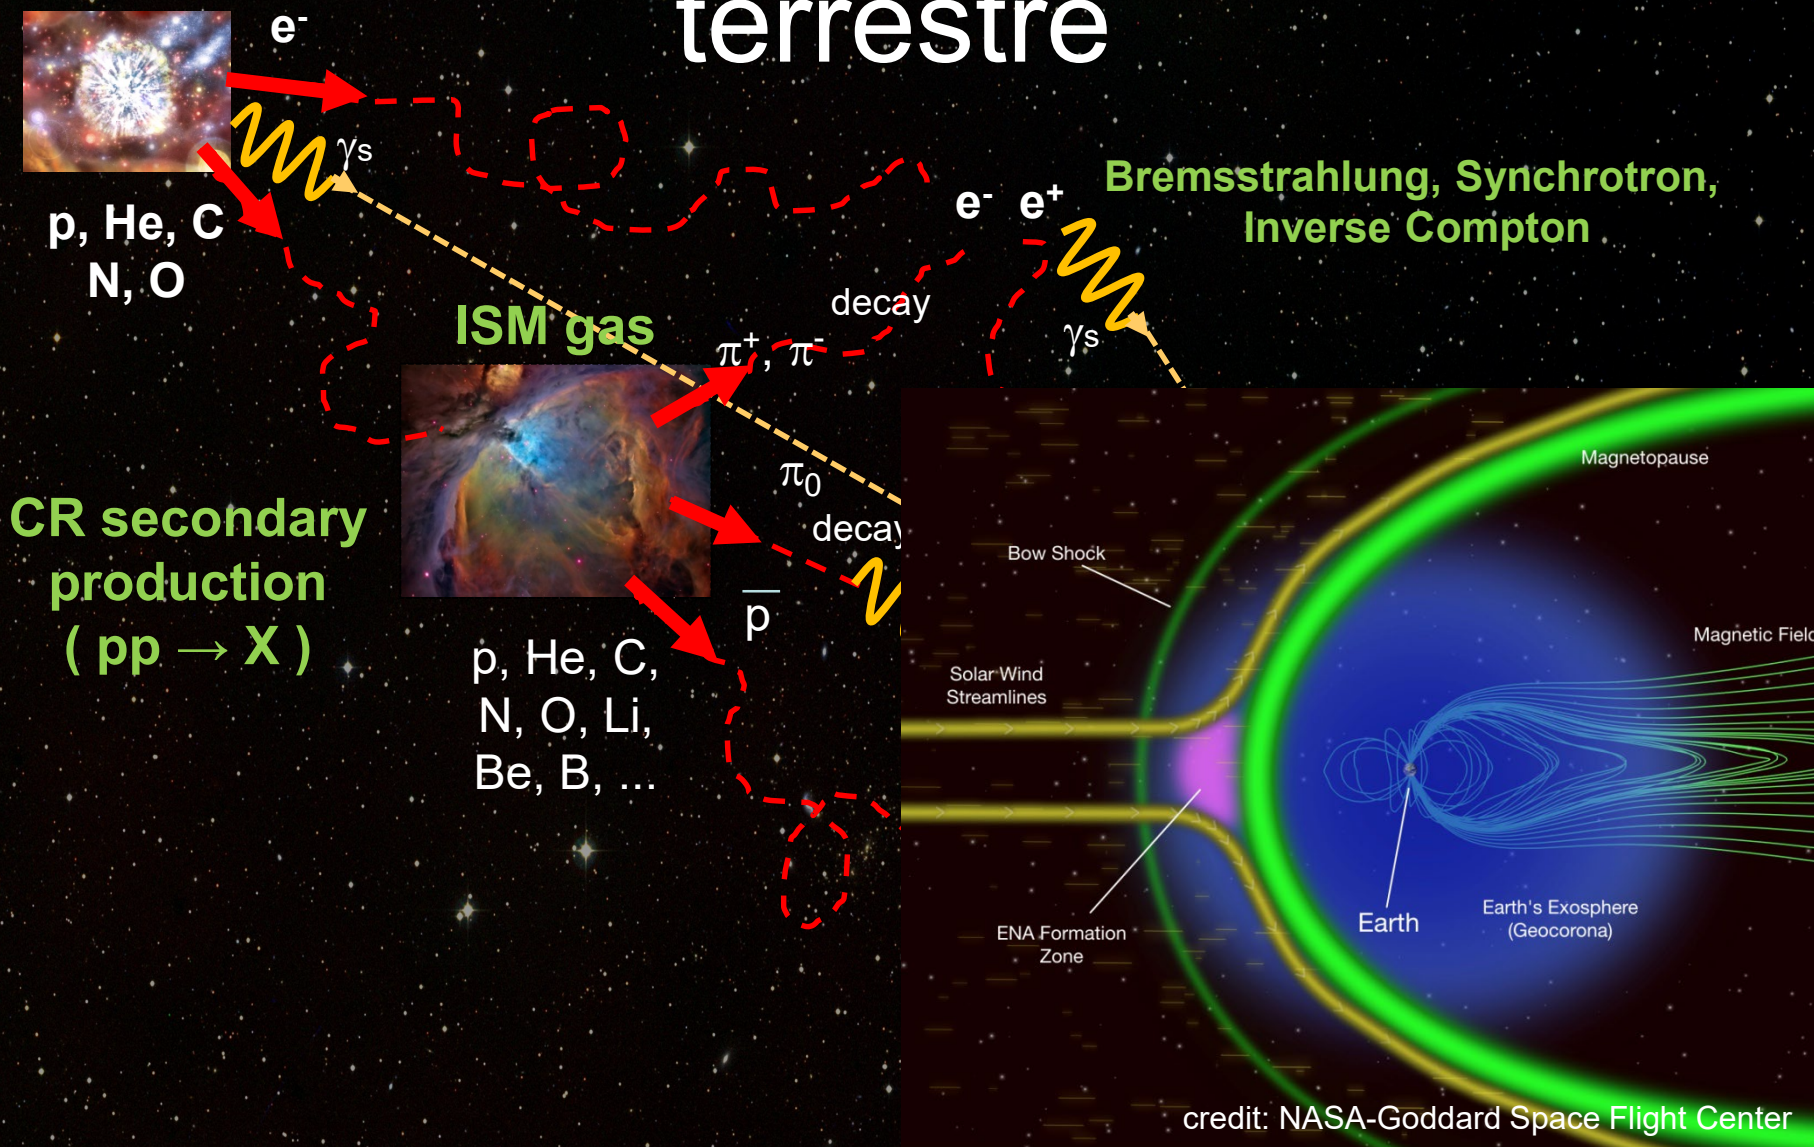 terrestre
e-
γs
p, He, C
N, O
Bremsstrahlung, Synchrotron,
Inverse Compton
e- e+
γs
decay
ISM gas
π+, π-
π0
decay
CR secondary
production
( pp → X )
p̅
p, He, C,
N, O, Li,
Be, B, ...
Magnetopause
Bow Shock
Magnetic Field
Solar Wind
Streamlines
ENA Formation
Zone
Earth
Earth's Exosphere
(Geocorona)
credit: NASA-Goddard Space Flight Center